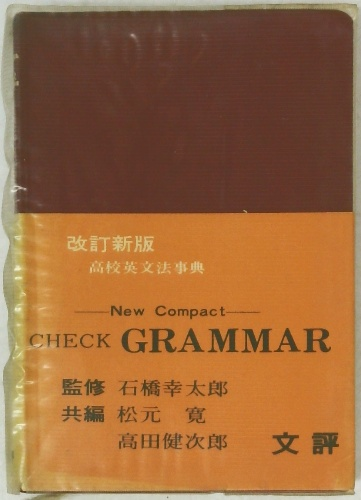 改訂新版
高校英文法事典
New Compact
CHECK GRAMMAR
監修 石橋幸太郎
共編 松元 寛
高田健次郎 文評